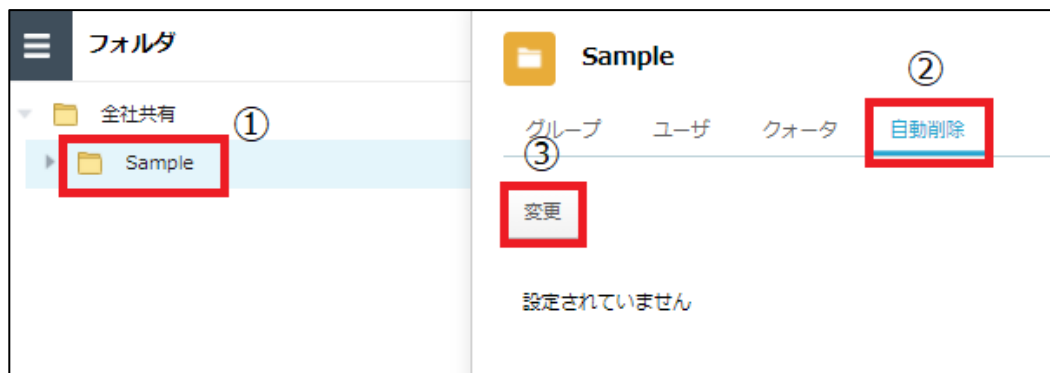 フォルダ
全社共有
①
Sample
Sample
②
グループ ユーザ クォータ 自動削除
③
変更
設定されていません